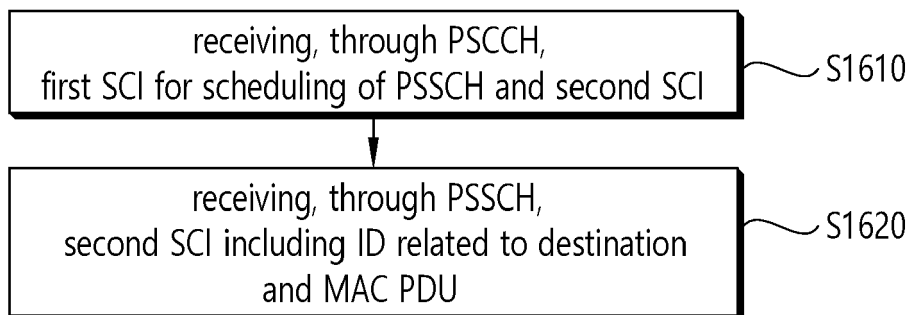 receiving, through PSCCH,
first SCI for scheduling of PSSCH and second SCI
S1610
receiving, through PSSCH,
second SCI including ID related to destination
and MAC PDU
S1620